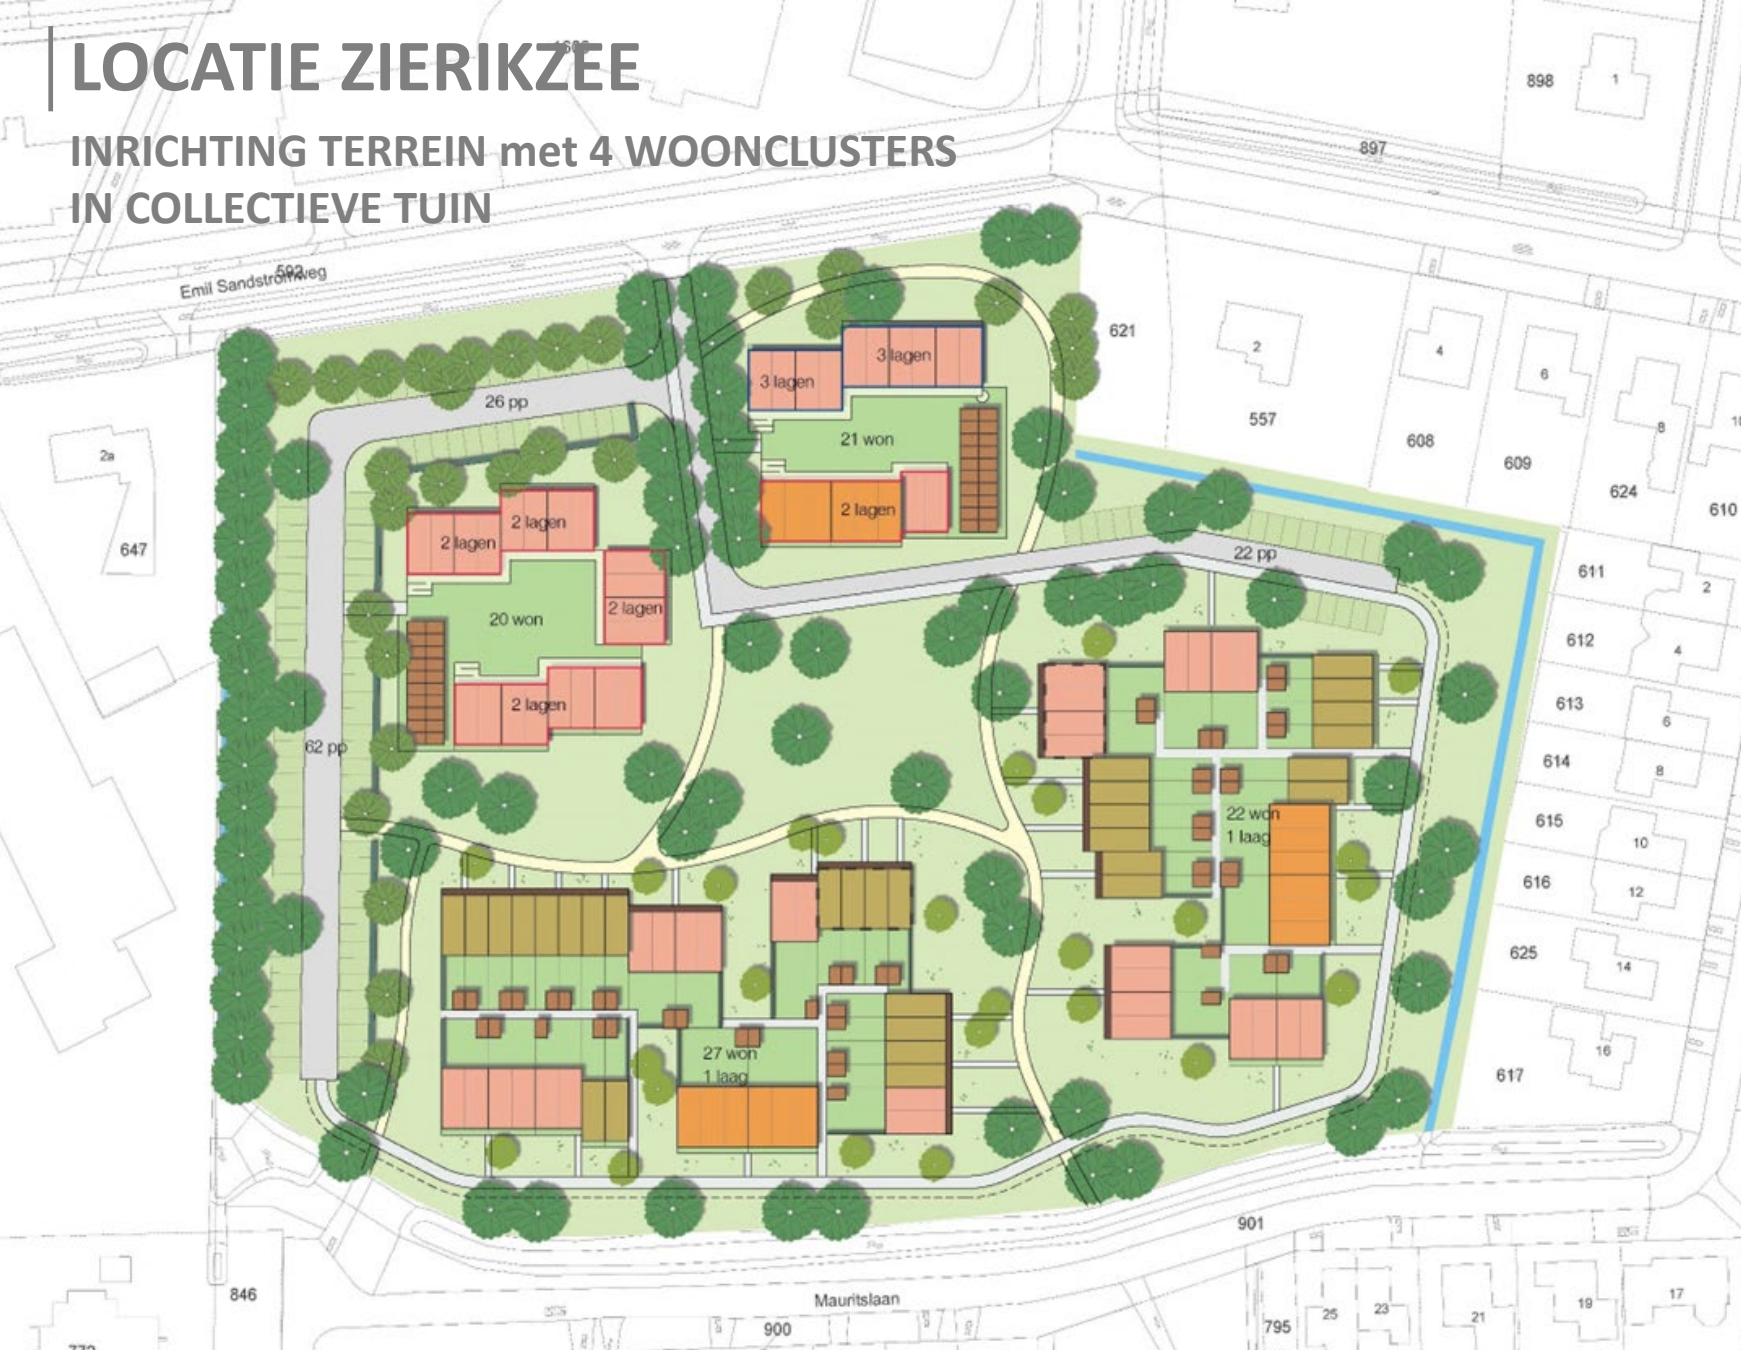 LOCATIE ZIERIKZEE
INRICHTING TERREIN met 4 WOONCLUSTERS
IN COLLECTIEVE TUIN
898
1
897
592
Emil Sandstromweg
621
2
4
6
8
557
608
609
624
610
2a
647
26 pp
3 lagen
3 lagen
21 won
2 lagen
2 lagen
2 lagen
2 lagen
20 won
2 lagen
62 pp
22 pp
611
2
612
4
613
6
614
8
615
10
616
12
625
14
617
16
22 won
1 laag
27 won
1 laag
901
846
Mauritslaan
900
795
25
23
21
19
17